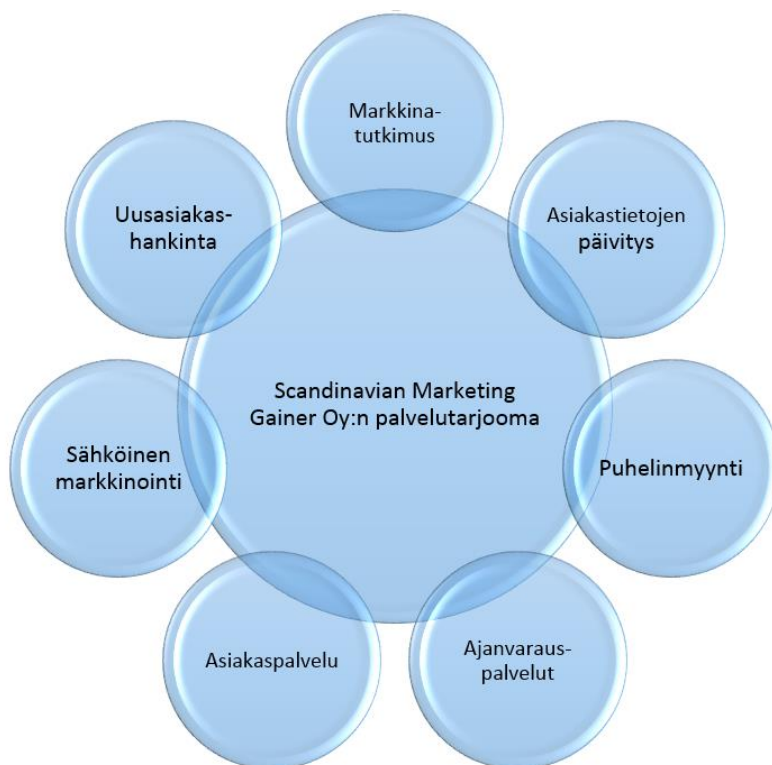 Markkina-
tutkimus
Asiakastietojen
päivitys
Puhelinmyynti
Ajanvaraus-
palvelut
Asiakaspalvelu
Sähköinen
markkinointi
Uusasiakas-
hankinta
Scandinavian Marketing
Gainer Oy:n palvelutarjooma